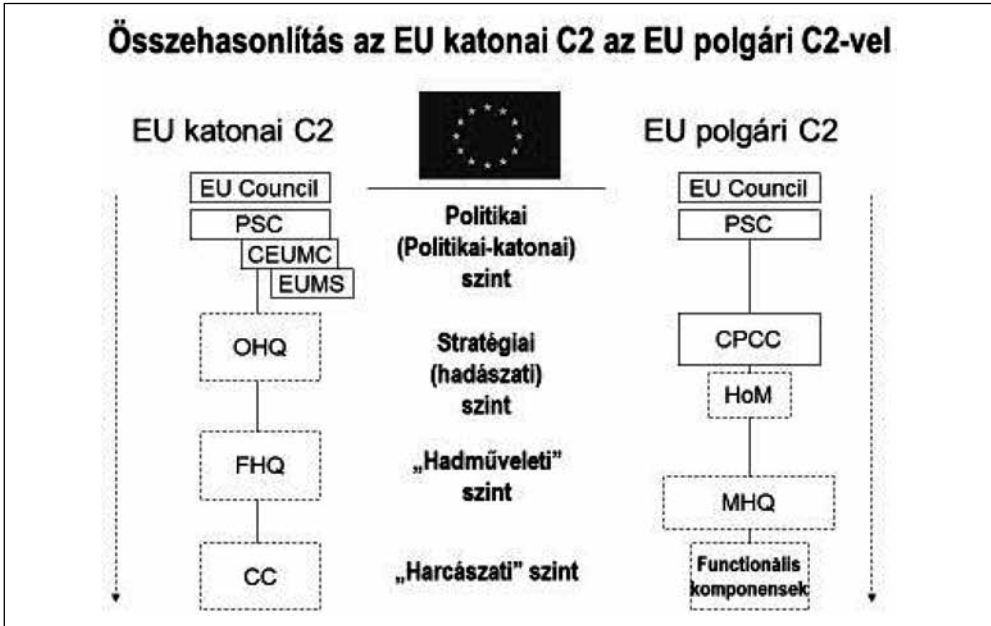 Összehasonlítás az EU katonai C2 az EU polgári C2-vel
EU katonai C2
EU Council
PSC
CEUMC
EUMS
OHQ
FHQ
CC
Politikai
(Politikai-katonai)
szint
Stratégiai
(hadászati)
szint
„Hadműveleti”
szint
„Harcászati” szint
EU polgári C2
EU Council
PSC
CPCC
HoM
MHQ
Functionális
komponensek